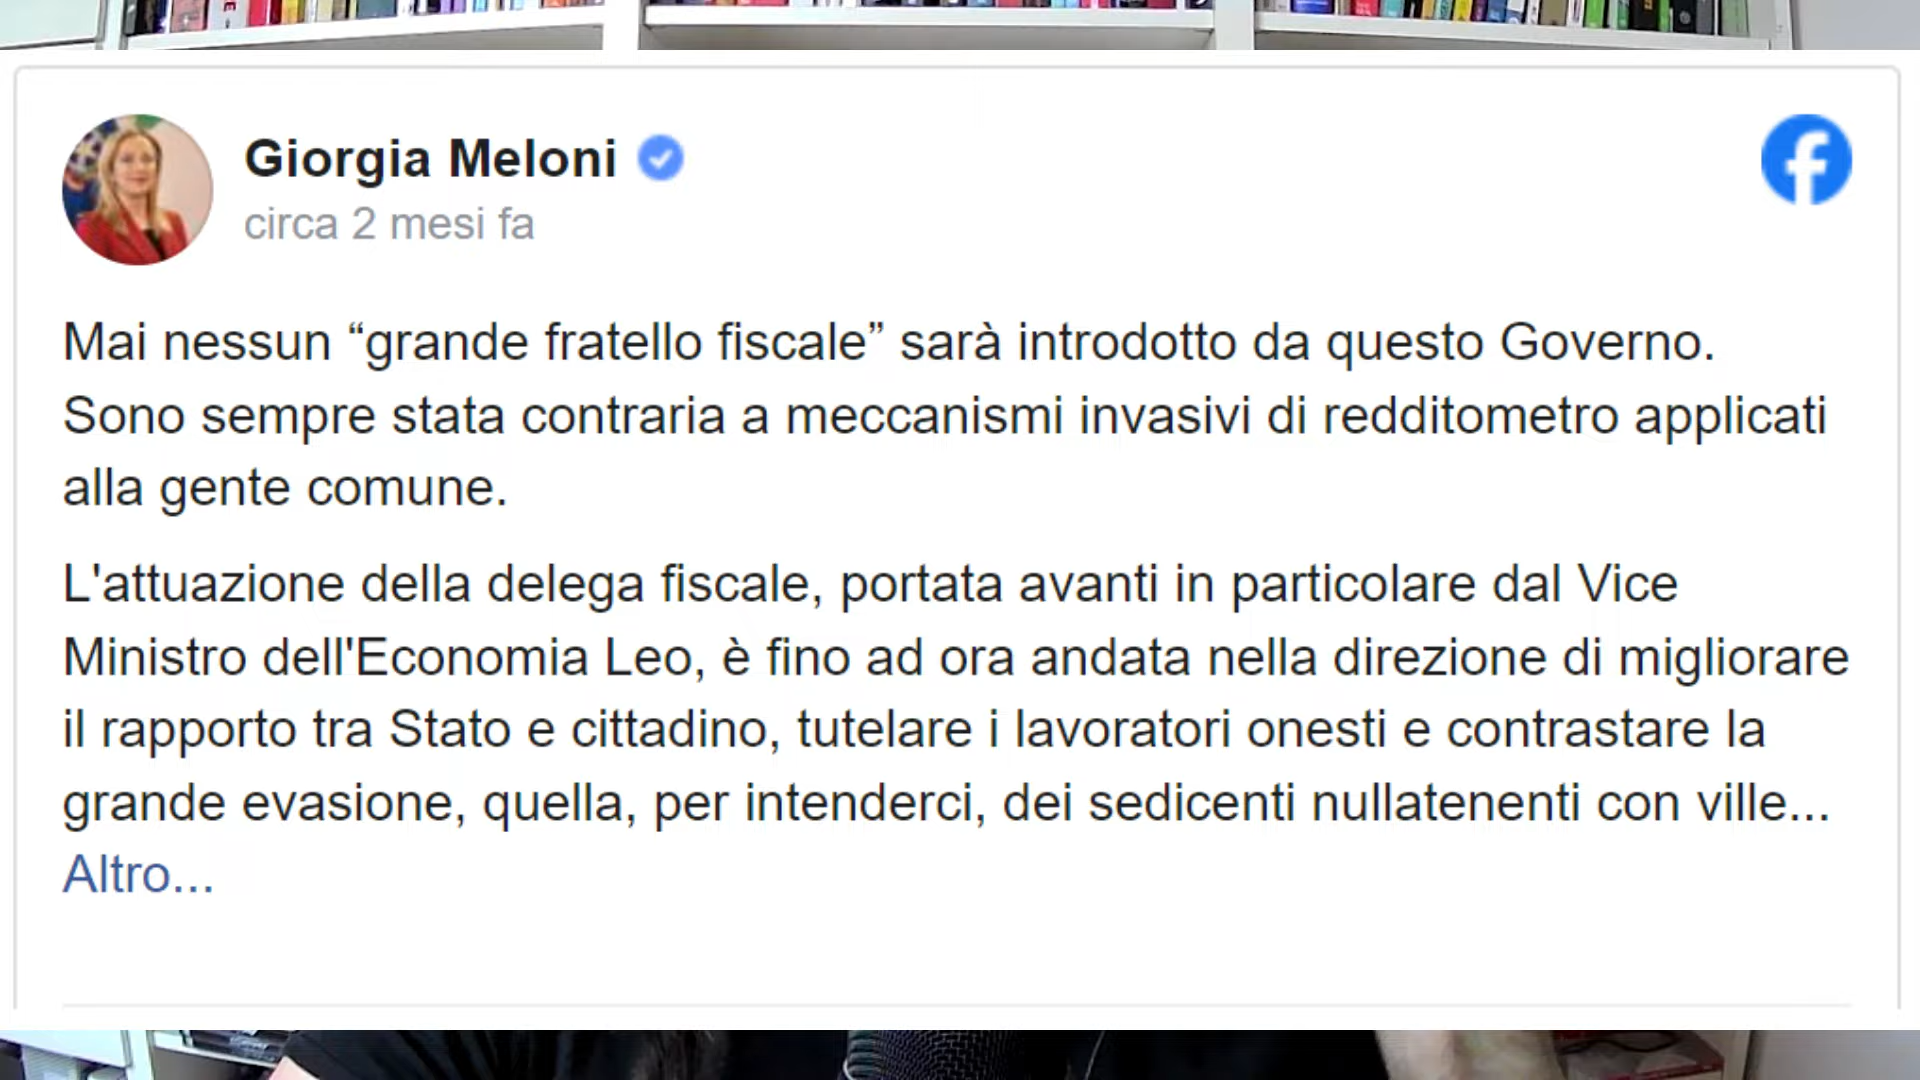 Giorgia Meloni
circa 2 mesi fa
Mai nessun “grande fratello fiscale” sarà introdotto da questo Governo.
Sono sempre stata contraria a meccanismi invasivi di redditometro applicati
alla gente comune.
L'attuazione della delega fiscale, portata avanti in particolare dal Vice
Ministro dell'Economia Leo, è fino ad ora andata nella direzione di migliorare
il rapporto tra Stato e cittadino, tutelare i lavoratori onesti e contrastare la
grande evasione, quella, per intenderci, dei sedicenti nullatenenti con ville...
Altro...